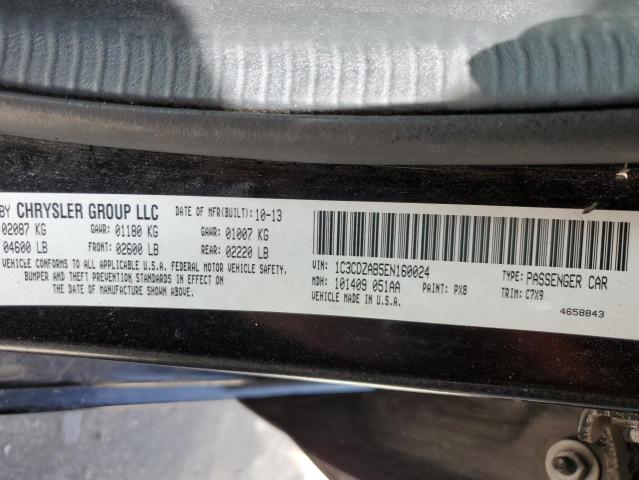 BY CHRYSLER GROUP LLC DATE OF MFR(BUILT): 10-13
02087 KG GAWR: 01180 KG GAWR: 01007 KG
04600 LB FRONT: 02600 LB REAR: 02220 LB
VEHICLE CONFORMS TO ALL APPLICABLE U.S.A. FEDERAL MOTOR VEHICLE SAFETY,
BUMPER AND THEFT PREVENTION STANDARDS IN EFFECT ON
THE DATE OF MANUFACTURE SHOWN ABOVE.
VIN: 1C3CDZAB5EN160024 TYPE: PASSENGER CAR
MDH: 101409 051AA PAINT: PX8 TRIM: C7X9
VEHICLE MADE IN U.S.A.
4658843